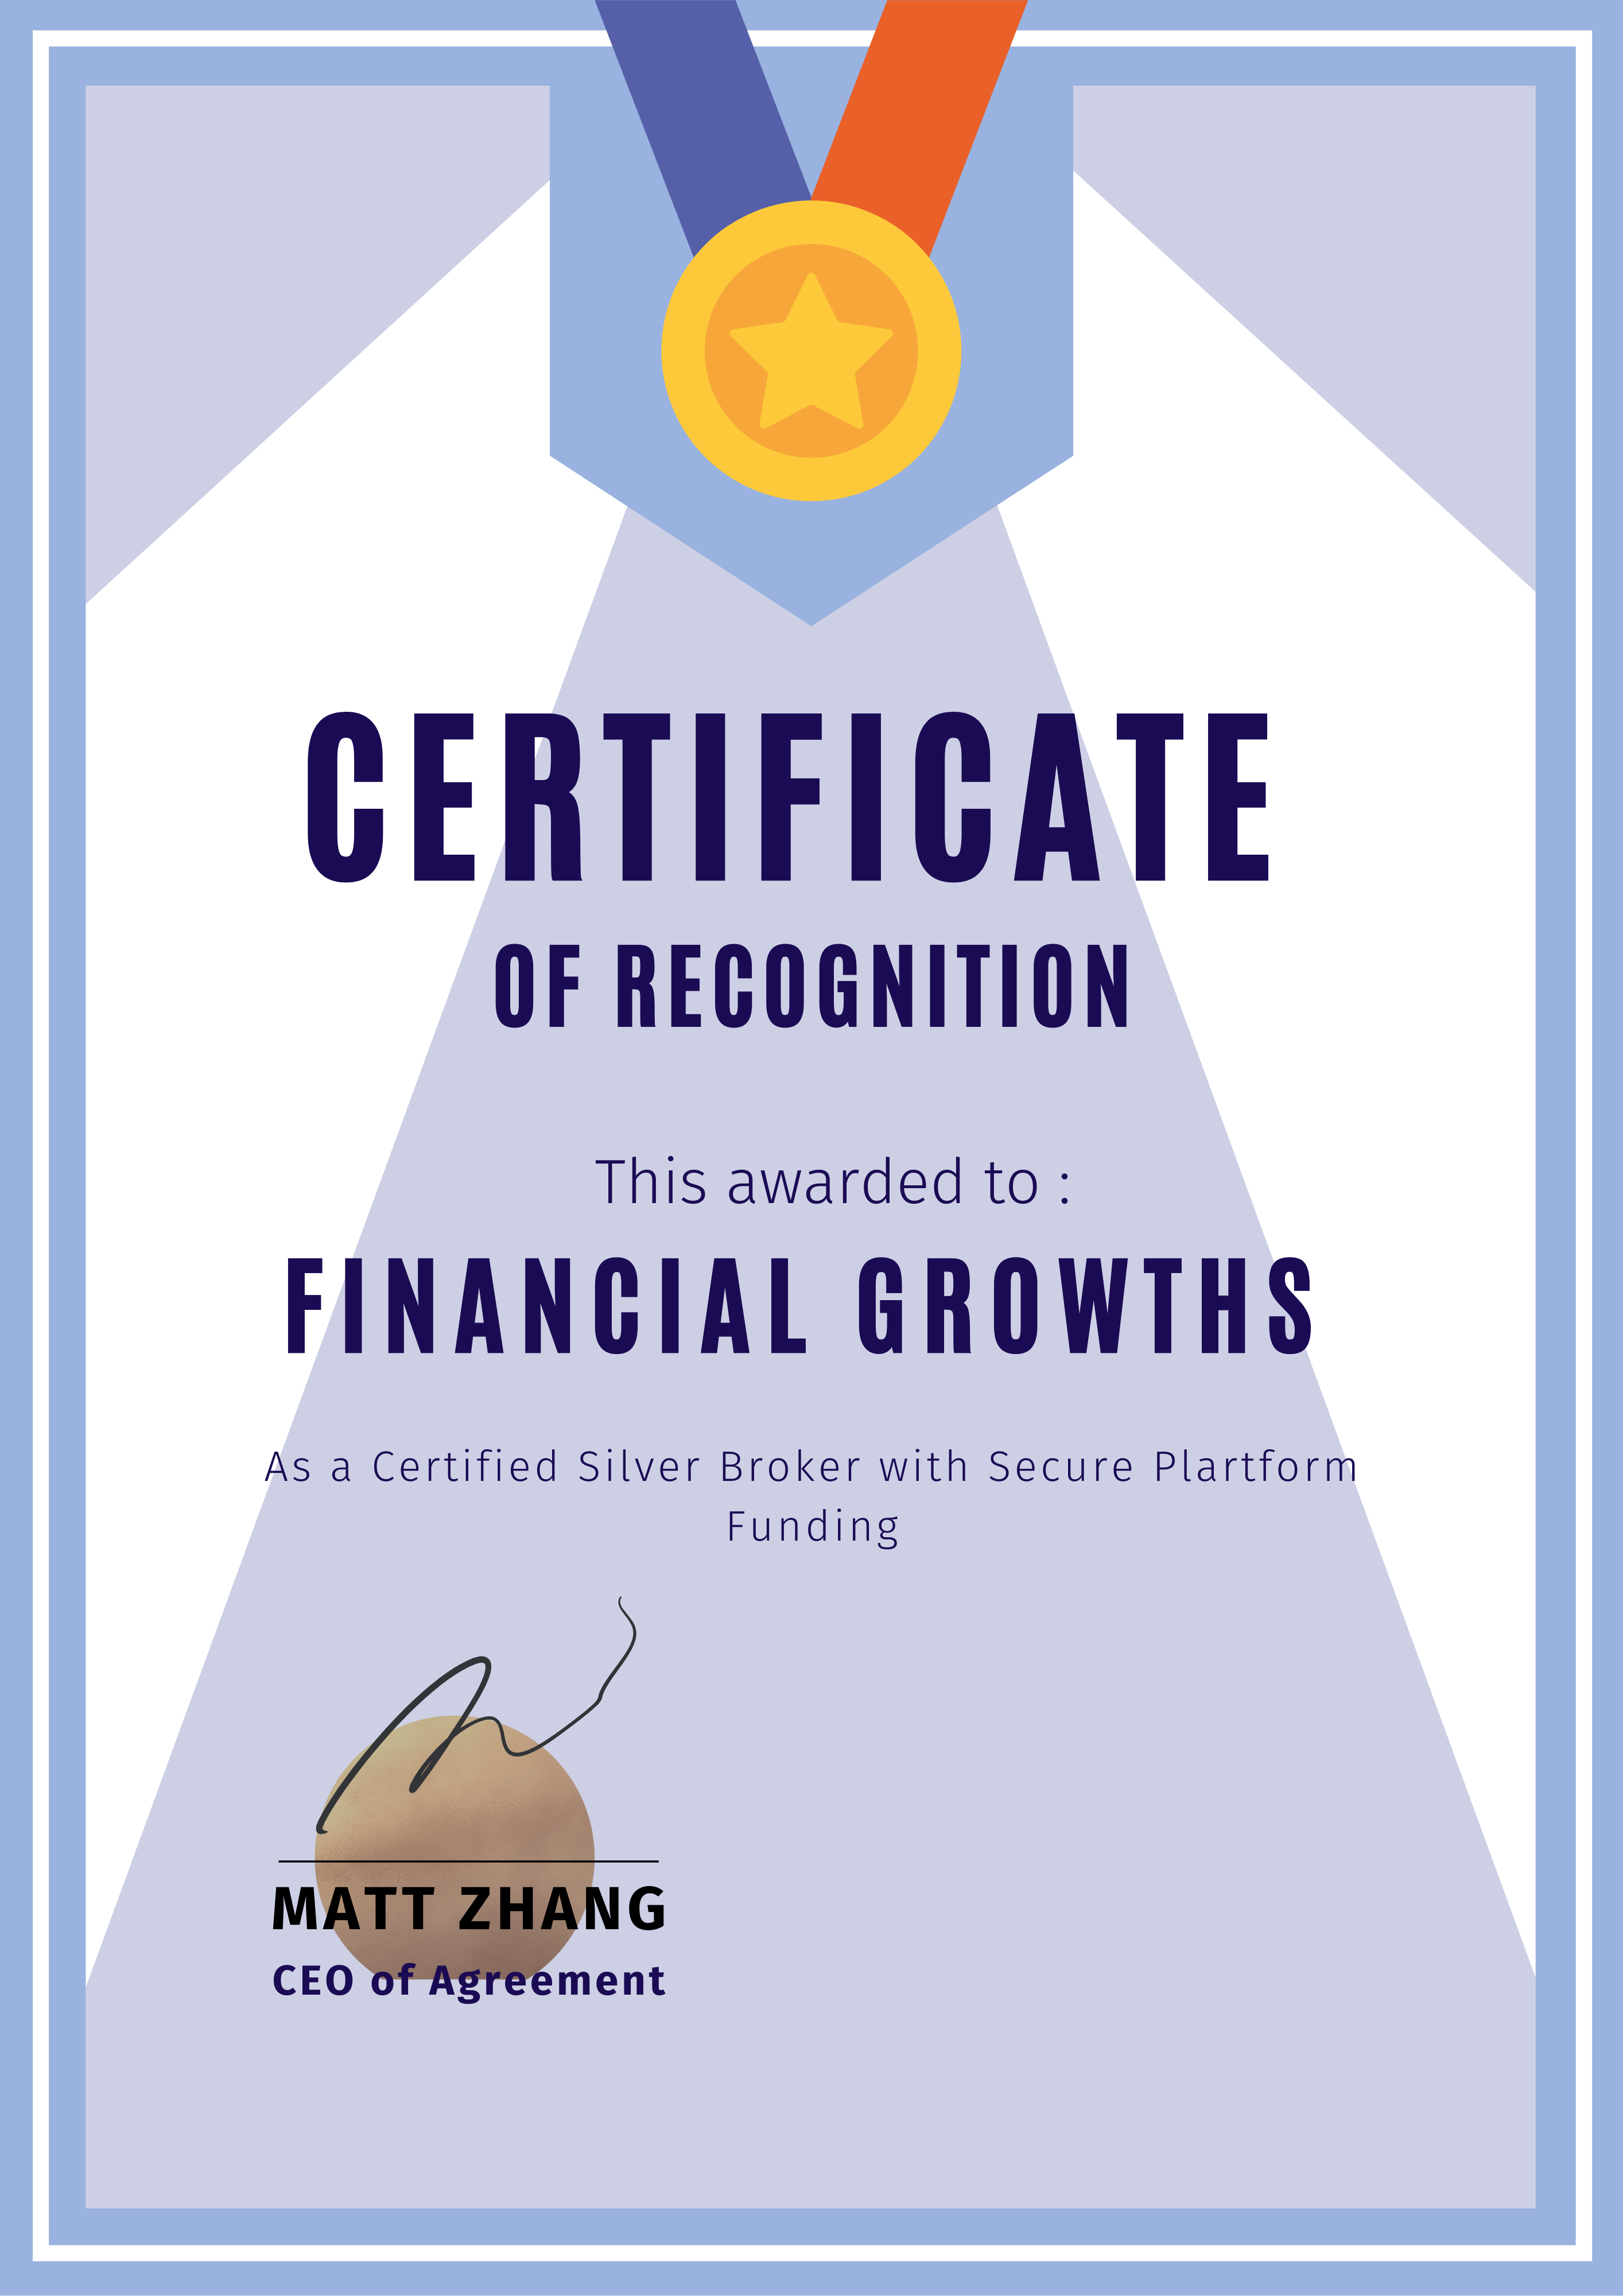 CERTIFICATE
OF RECOGNITION
This awarded to :
FINANCIAL GROWTHS
As a Certified Silver Broker with Secure Plartform
Funding
MATT ZHANG
CEO of Agreement